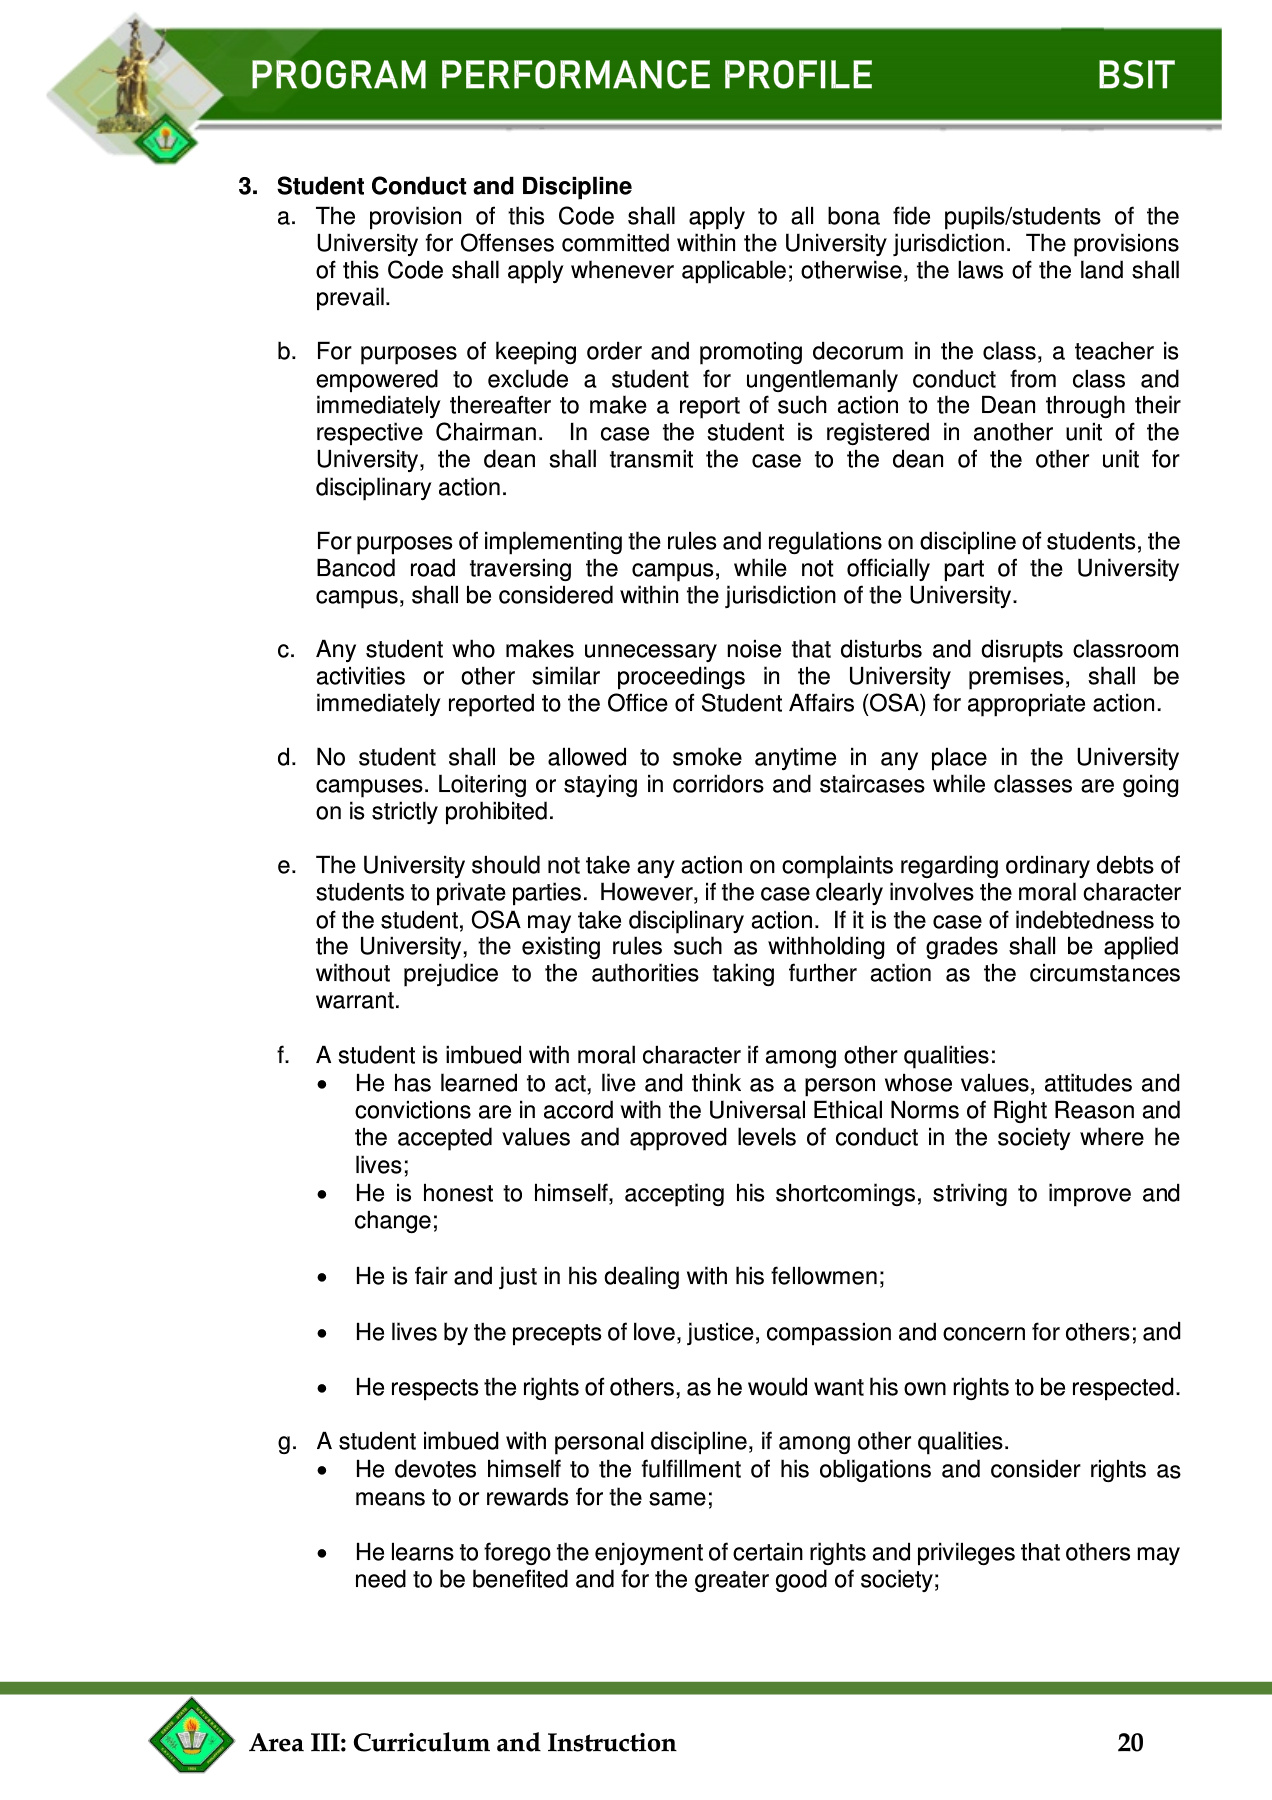 PROGRAM PERFORMANCE PROFILE BSIT
3. Student Conduct and Discipline
a. The provision of this Code shall apply to all bona fide pupils/students of the
University for Offenses committed within the University jurisdiction. The provisions
of this Code shall apply whenever applicable; otherwise, the laws of the land shall
prevail.
b. For purposes of keeping order and promoting decorum in the class, a teacher is
empowered to exclude a student for ungentlemanly conduct from class and
immediately thereafter to make a report of such action to the Dean through their
respective Chairman. In case the student is registered in another unit of the
University, the dean shall transmit the case to the dean of the other unit for
disciplinary action.
For purposes of implementing the rules and regulations on discipline of students, the
Bancod road traversing the campus, while not officially part of the University
campus, shall be considered within the jurisdiction of the University.
c. Any student who makes unnecessary noise that disturbs and disrupts classroom
activities or other similar proceedings in the University premises, shall be
immediately reported to the Office of Student Affairs (OSA) for appropriate action.
d. No student shall be allowed to smoke anytime in any place in the University
campuses. Loitering or staying in corridors and staircases while classes are going
on is strictly prohibited.
e. The University should not take any action on complaints regarding ordinary debts of
students to private parties. However, if the case clearly involves the moral character
of the student, OSA may take disciplinary action. If it is the case of indebtedness to
the University, the existing rules such as withholding of grades shall be applied
without prejudice to the authorities taking further action as the circumstances
warrant.
f. A student is imbued with moral character if among other qualities:
• He has learned to act, live and think as a person whose values, attitudes and
convictions are in accord with the Universal Ethical Norms of Right Reason and
the accepted values and approved levels of conduct in the society where he
lives;
• He is honest to himself, accepting his shortcomings, striving to improve and
change;
• He is fair and just in his dealing with his fellowmen;
• He lives by the precepts of love, justice, compassion and concern for others; and
• He respects the rights of others, as he would want his own rights to be respected.
g. A student imbued with personal discipline, if among other qualities.
• He devotes himself to the fulfillment of his obligations and consider rights as
means to or rewards for the same;
• He learns to forego the enjoyment of certain rights and privileges that others may
need to be benefited and for the greater good of society;
Area III: Curriculum and Instruction 20